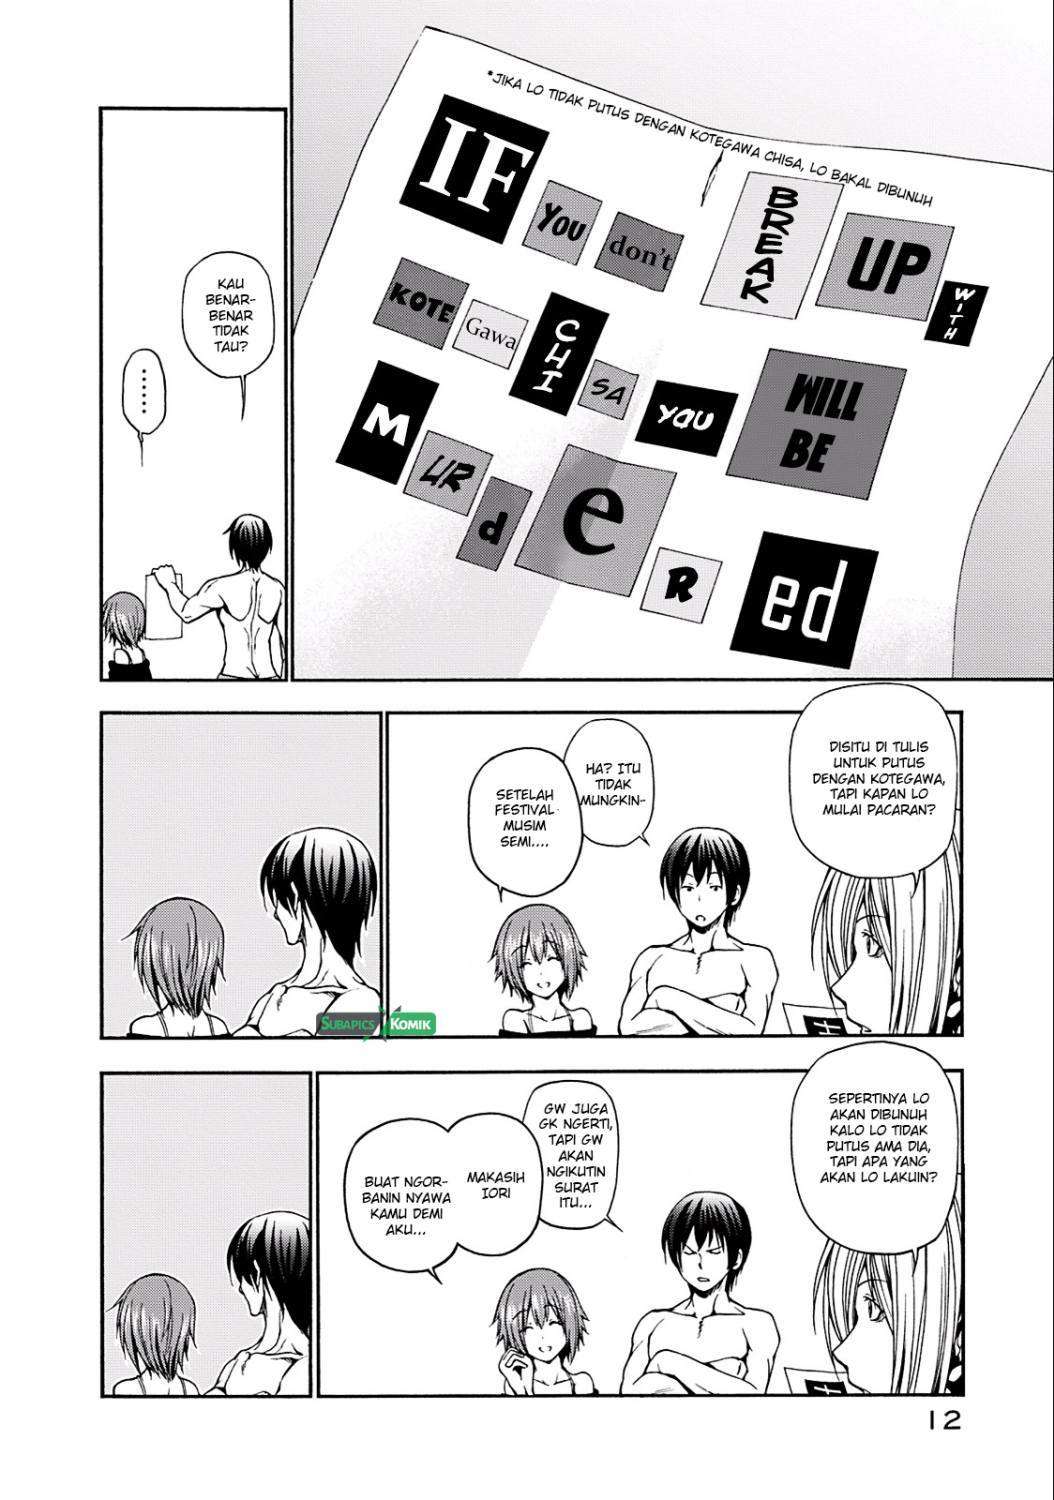 *JIKA LO TIDAK PUTUS DENGAN KOTEGAWA CHISA, LO BAKAL DIBUNUH
IF YOU don't BREAK UP WITH
KOTE Gawa CHI SA YOU WILL BE
MURdeRed
KAU
BENAR-
BENAR
TIDAK
TAU?
......
DISITU DI TULIS
UNTUK PUTUS
DENGAN KOTEGAWA,
TAPI KAPAN LO
MULAI PACARAN?
HA? ITU
TIDAK
MUNGKIN-
SETELAH
FESTIVAL
MUSIM
SEMI....
SUBAPICS KOMIK
SEPERTINYA LO
AKAN DIBUNUH
KALO LO TIDAK
PUTUS AMA DIA,
TAPI APA YANG
AKAN LO LAKUIN?
GW JUGA
GK NGERTI,
TAPI GW
AKAN
NGIKUTIN
SURAT
ITU...
MAKASIH
IORI
BUAT NGOR-
BANIN NYAWA
KAMU DEMI
AKU...
12